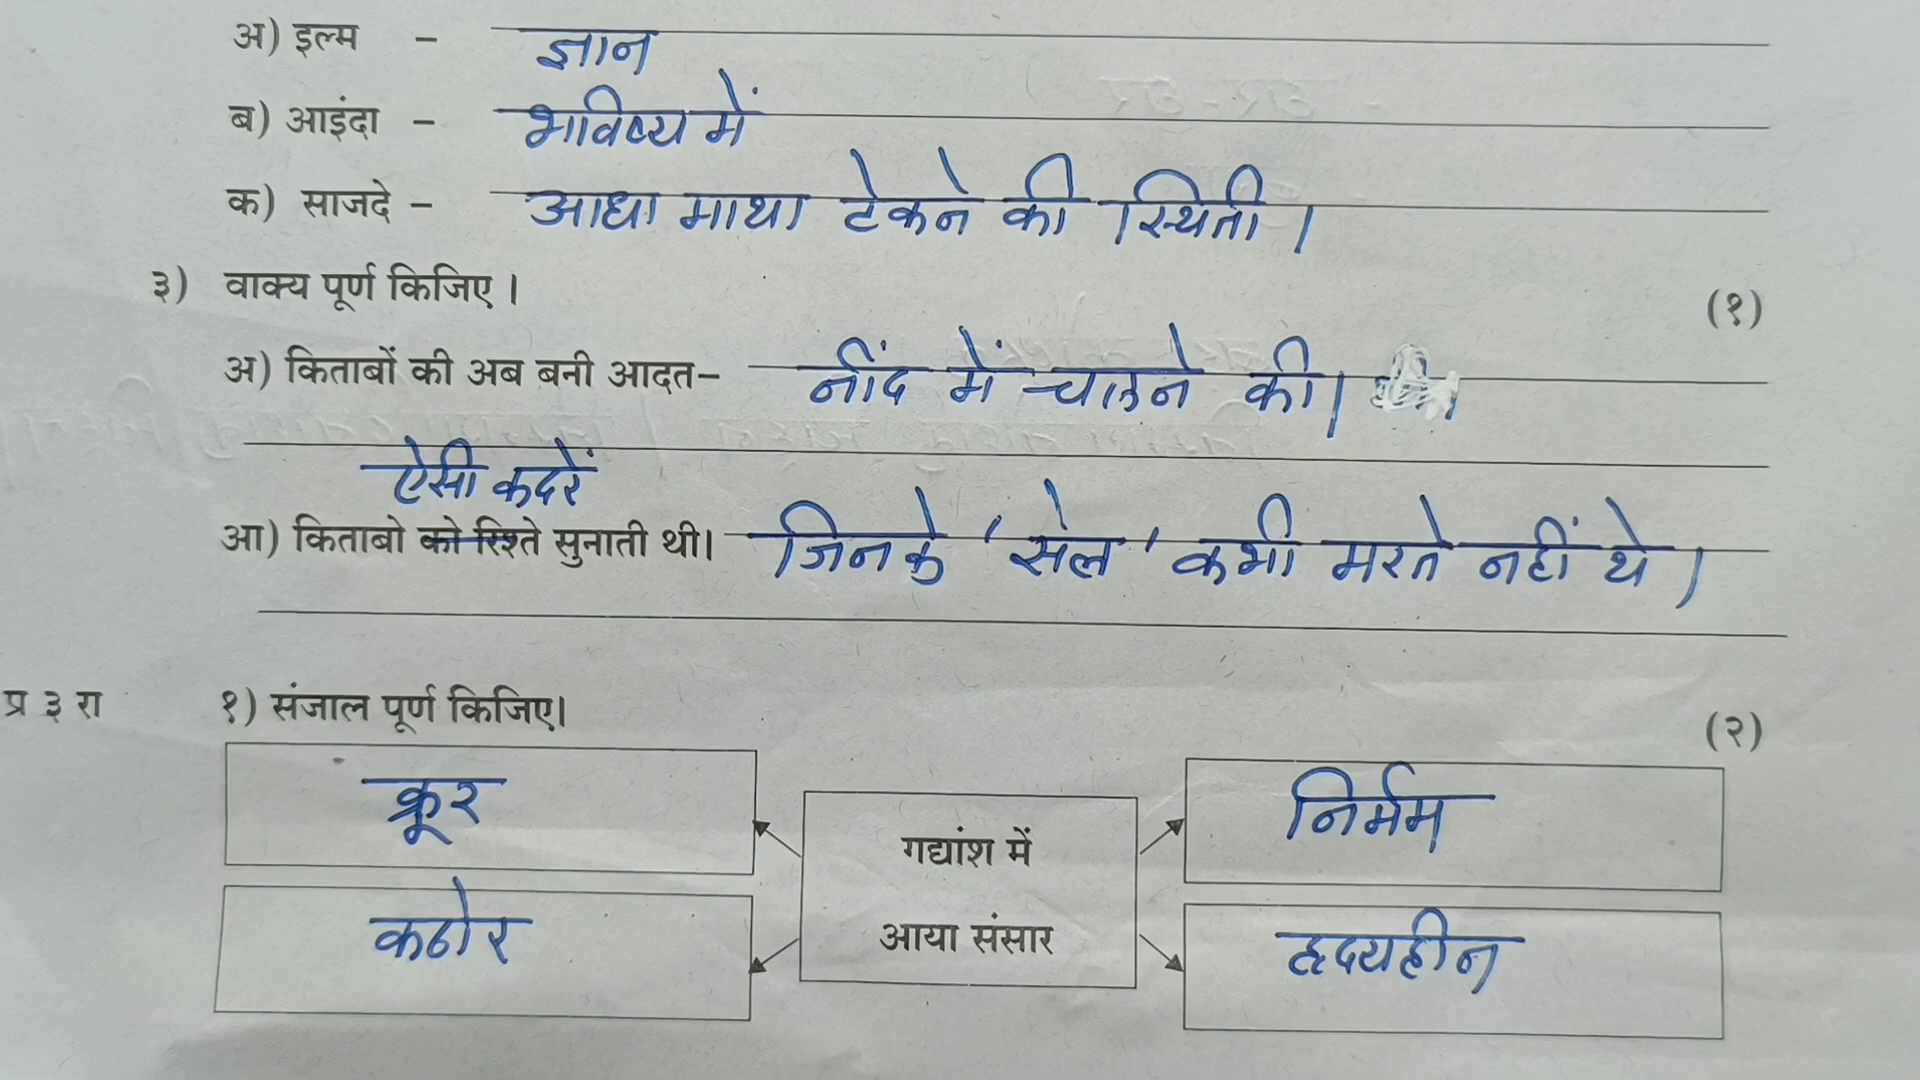 अ) इल्म - ज्ञान
ब) आइंदा - भाविष्य में
क) साजदे - आधा माथा टेकने की स्थिती।
३) वाक्य पूर्ण किजिए। (१)
अ) किताबों की अब बनी आदत- नींद में चलने की।
ऐसी कदरें
आ) किताबो को रिश्ते सुनाती थी। जिनके 'सेल' कभी मरते नहीं थे।
प्र ३ रा १) संजाल पूर्ण किजिए। (२)
क्रूर
निर्मम
गद्यांश में
आया संसार
कठोर
हृदयहीन